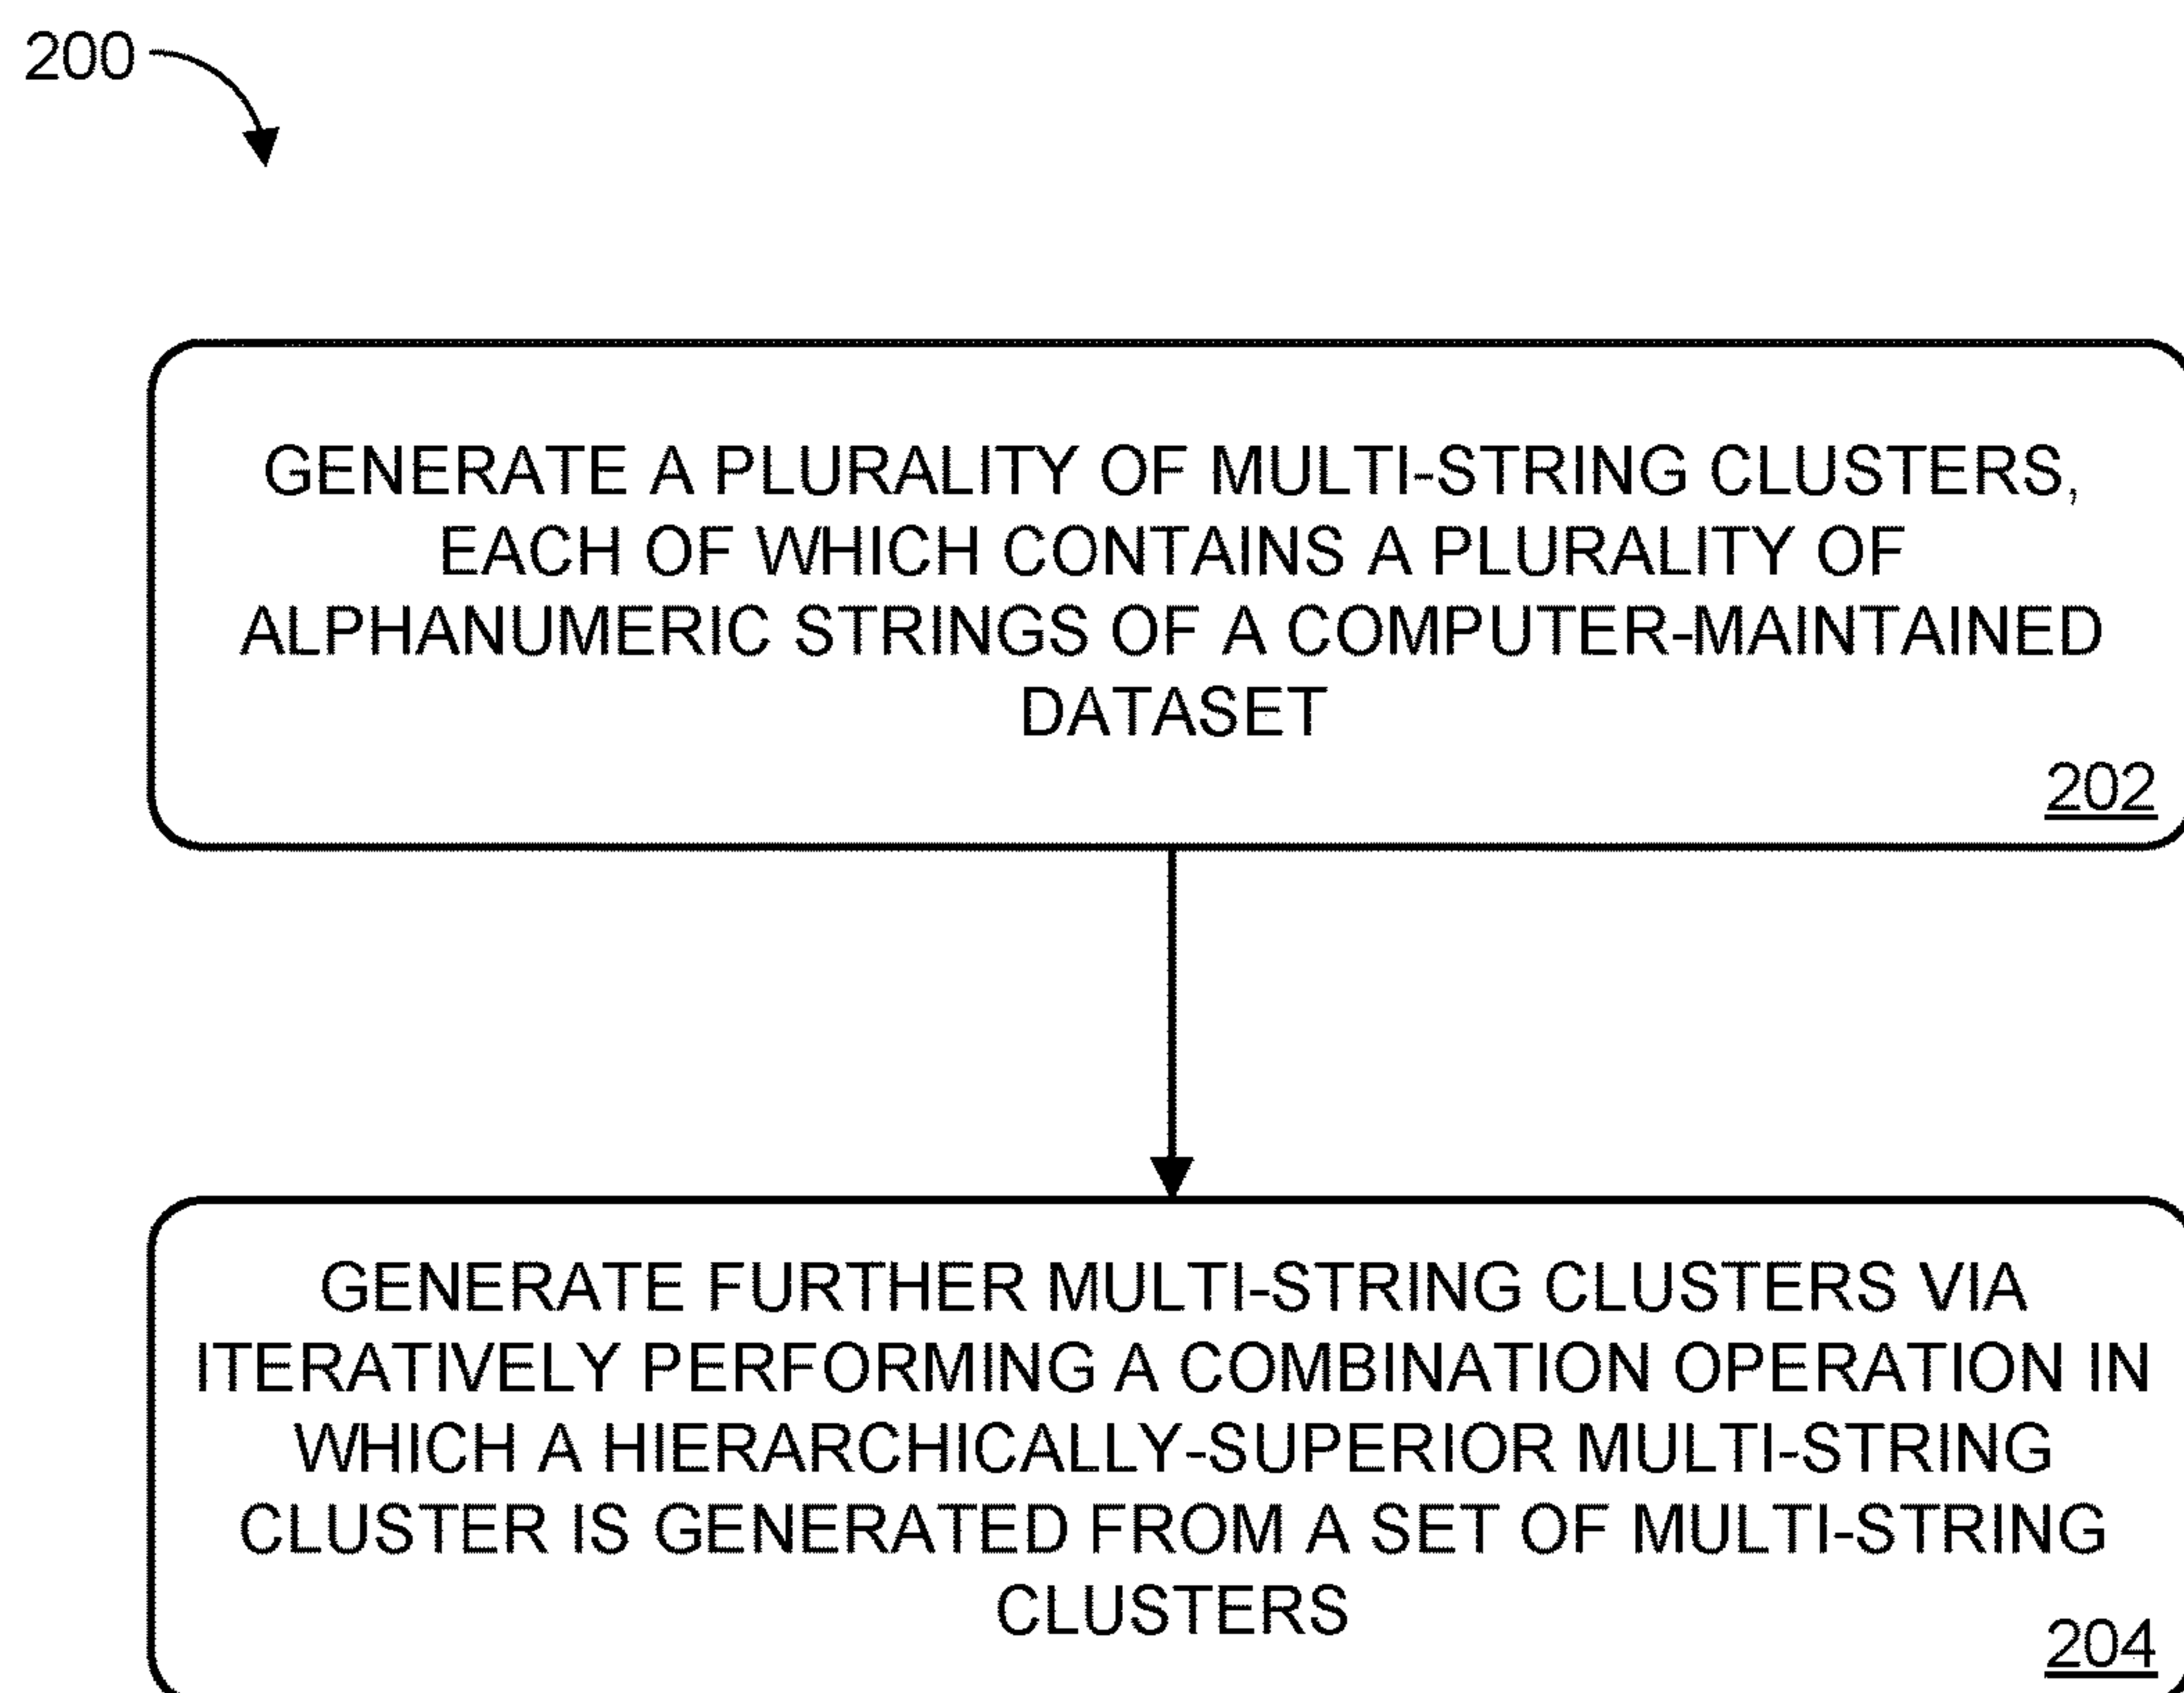 200
GENERATE A PLURALITY OF MULTI-STRING CLUSTERS,
EACH OF WHICH CONTAINS A PLURALITY OF
ALPHANUMERIC STRINGS OF A COMPUTER-MAINTAINED
DATASET
202
GENERATE FURTHER MULTI-STRING CLUSTERS VIA
ITERATIVELY PERFORMING A COMBINATION OPERATION IN
WHICH A HIERARCHICALLY-SUPERIOR MULTI-STRING
CLUSTER IS GENERATED FROM A SET OF MULTI-STRING
CLUSTERS
204